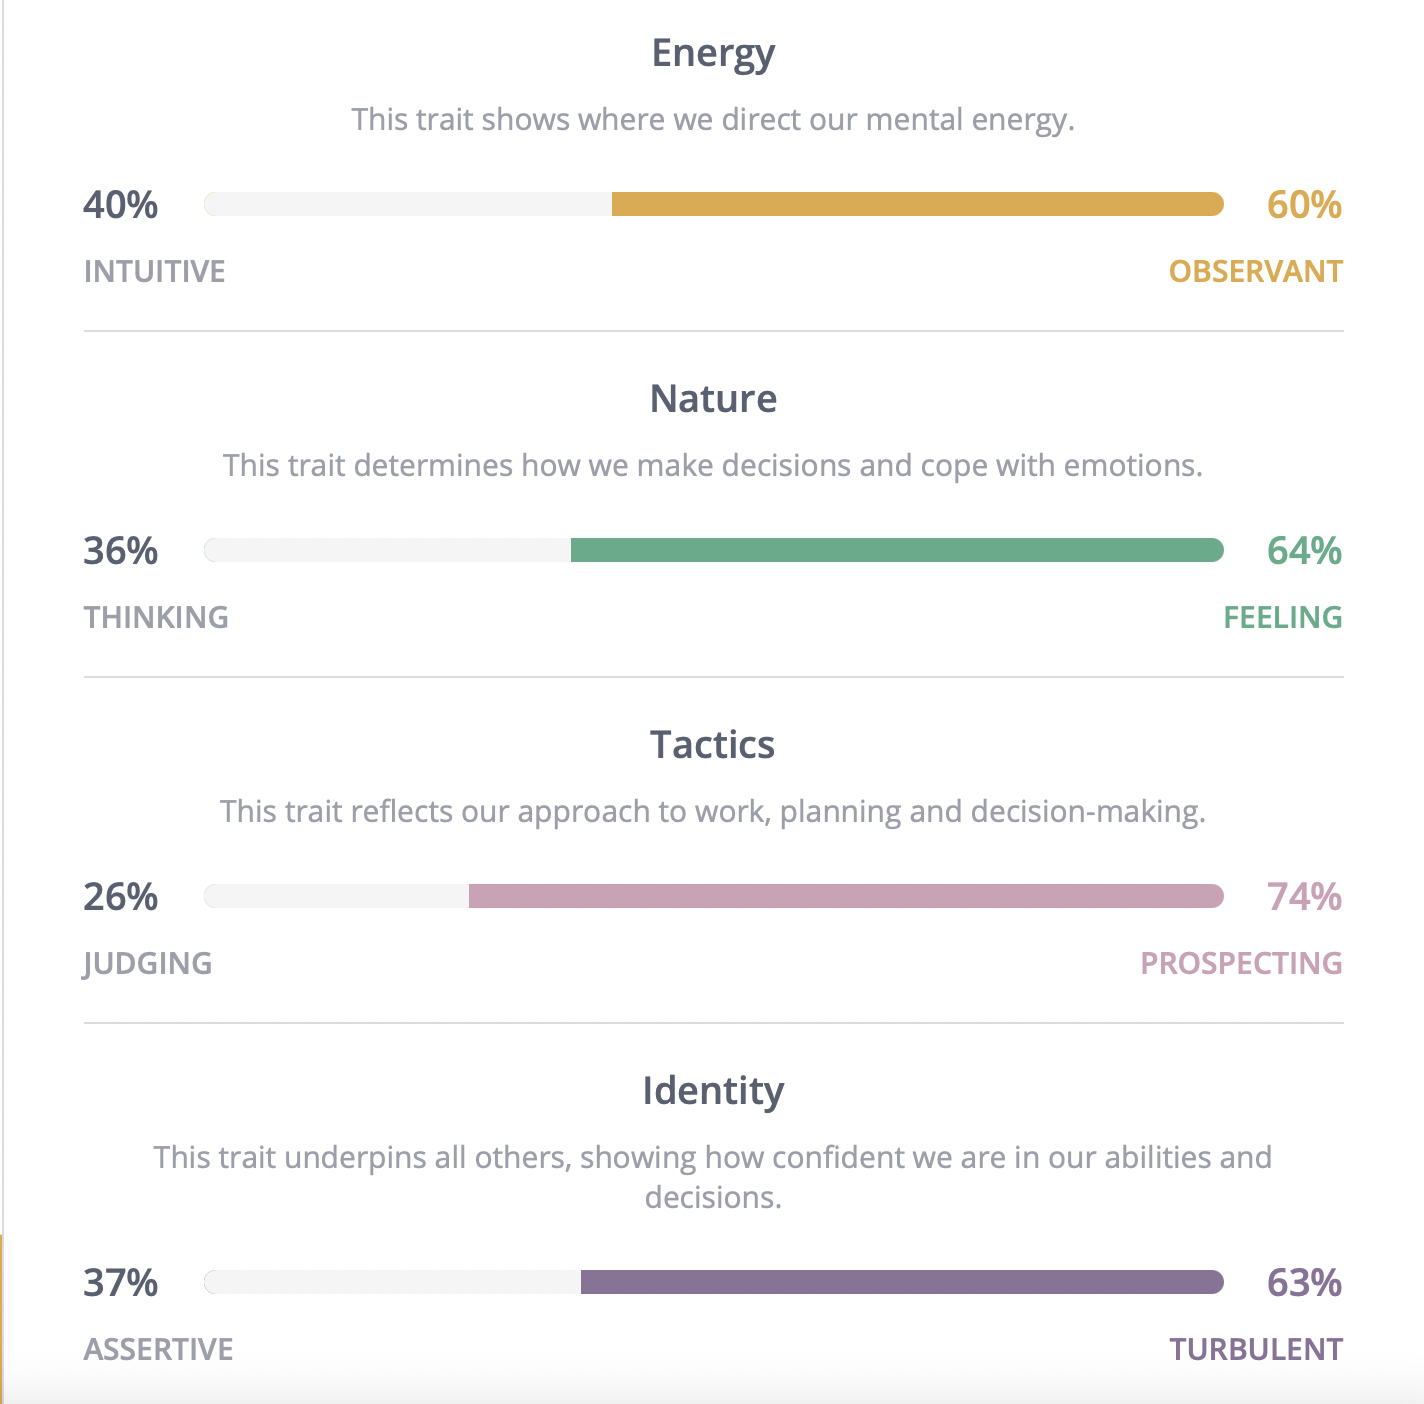 Energy
This trait shows where we direct our mental energy.
40% 60%
INTUITIVE OBSERVANT
Nature
This trait determines how we make decisions and cope with emotions.
36% 64%
THINKING FEELING
Tactics
This trait reflects our approach to work, planning and decision-making.
26% 74%
JUDGING PROSPECTING
Identity
This trait underpins all others, showing how confident we are in our abilities and
decisions.
37% 63%
ASSERTIVE TURBULENT